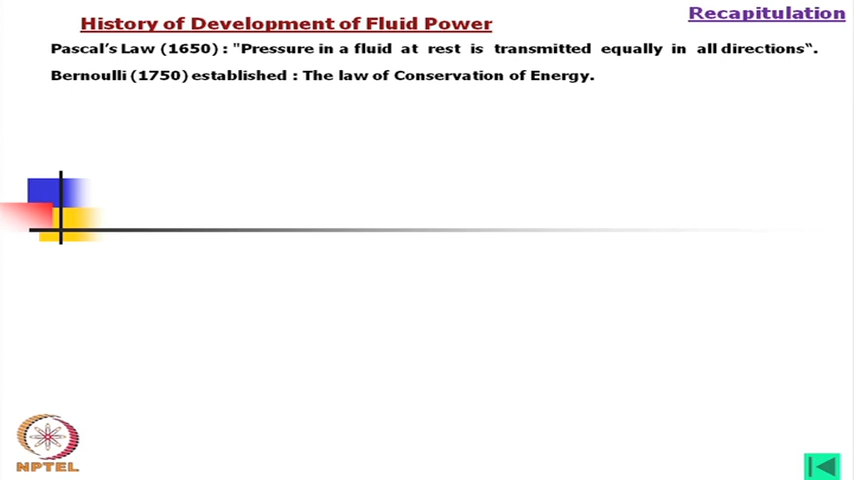 Recapitulation
History of Development of Fluid Power
Pascal's Law (1650) : "Pressure in a fluid at rest is transmitted equally in all directions“.
Bernoulli (1750) established : The law of Conservation of Energy.
NPTEL